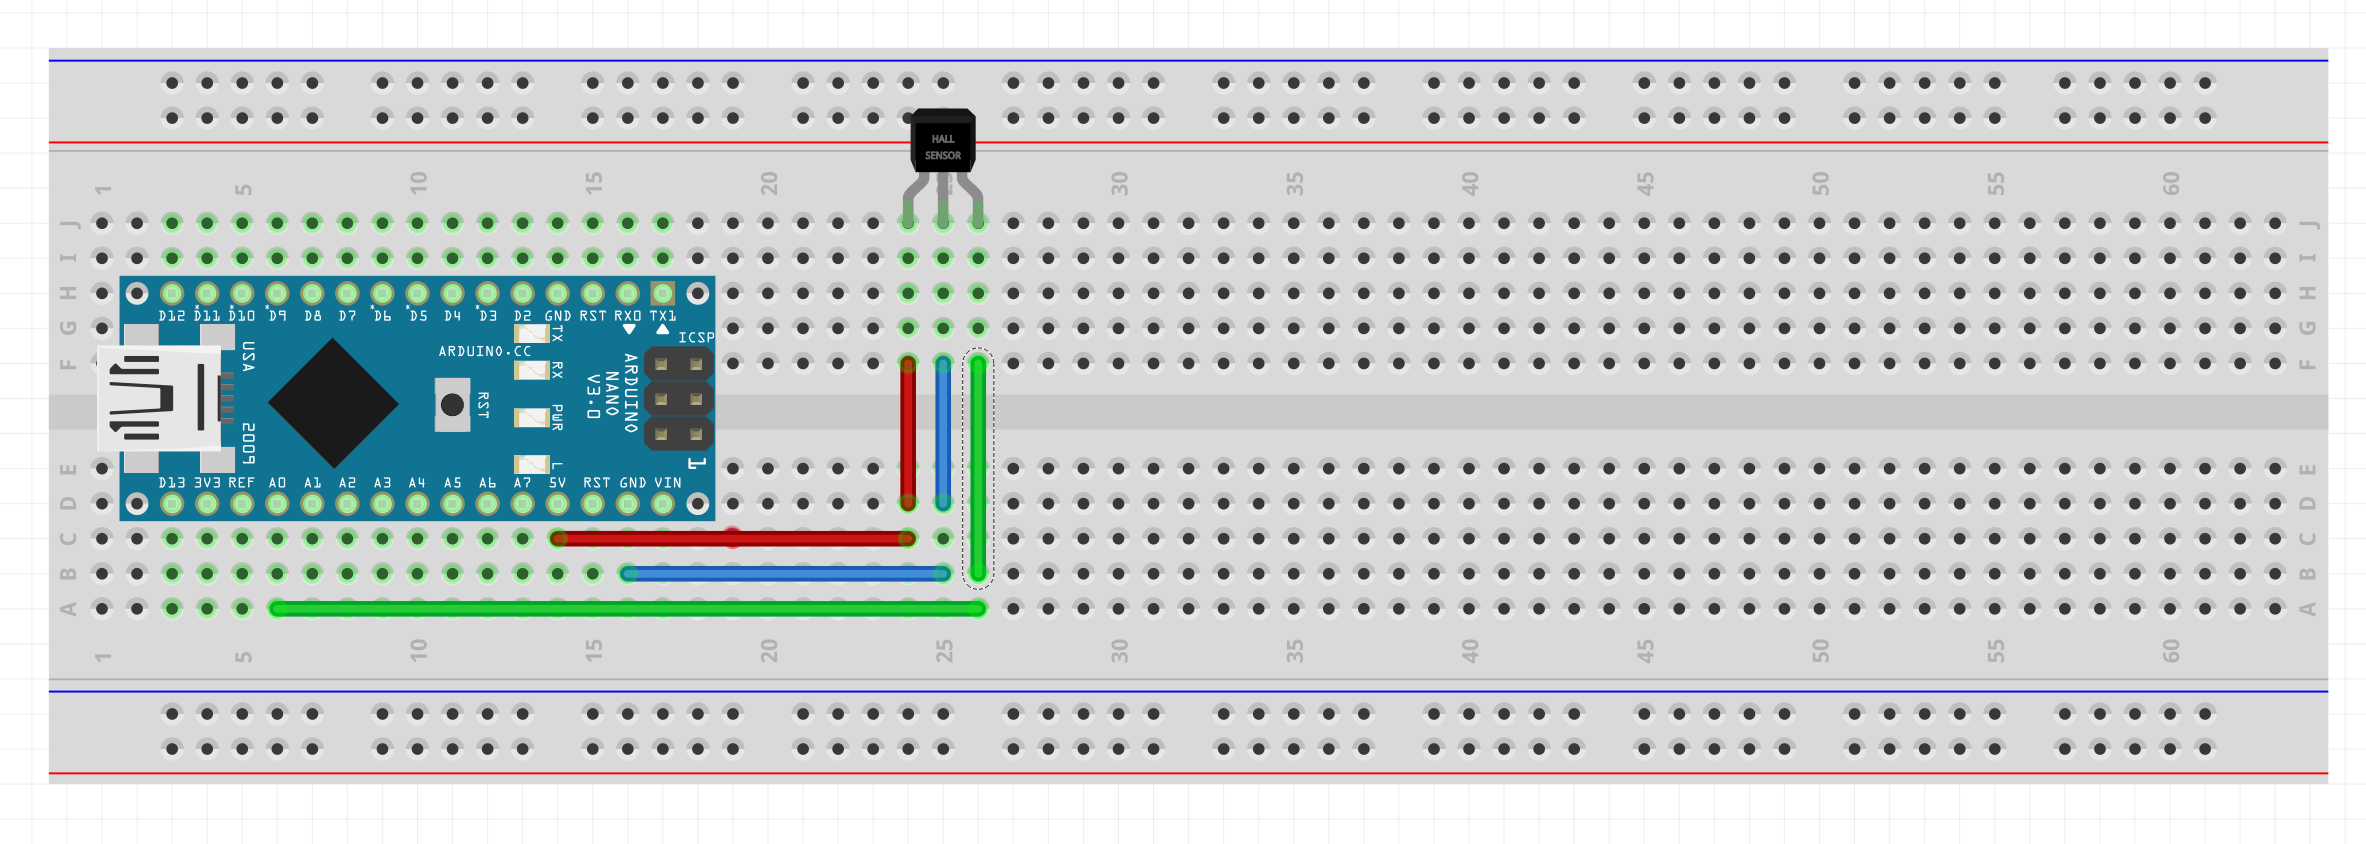 HALL
SENSOR
1 5 10 15 20 25 30 35 40 45 50 55 60
J J
I I
H H
D12 *D11 *D10 *D9 D8 D7 *D6 *D5 D4 *D3 D2 GND RST RX0 TX1
G G
ICSP
TX
ARDUINO.CC
USA
F F
RX
ARDUINO
NANO
V3.0
RST
PWR
2009
L
1
E E
D13 3V3 REF A0 A1 A2 A3 A4 A5 A6 A7 5V RST GND VIN
D D
C C
B B
A A
1 5 10 15 20 25 30 35 40 45 50 55 60